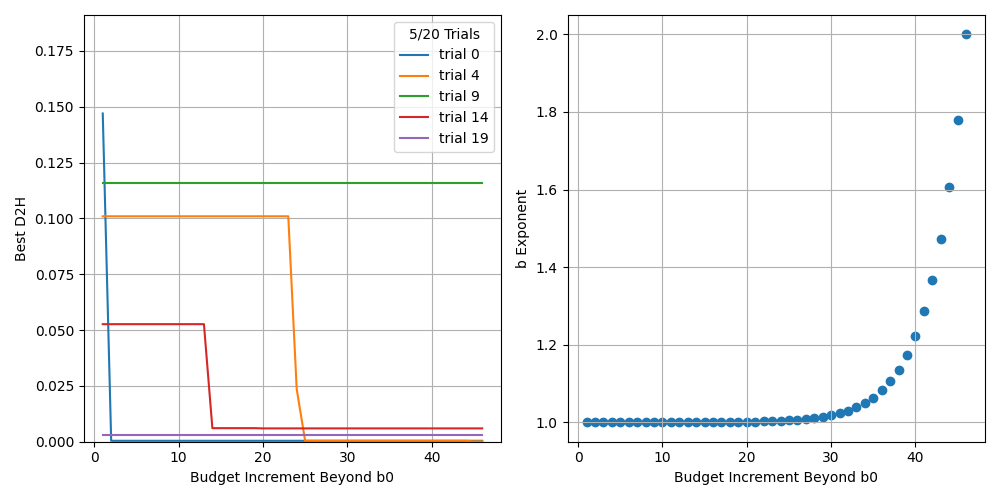 5/20 Trials
trial 0
trial 4
trial 9
trial 14
trial 19
Best D2H
0.175
0.150
0.125
0.100
0.075
0.050
0.025
0.000
0 10 20 30 40
Budget Increment Beyond b0
b Exponent
2.0
1.8
1.6
1.4
1.2
1.0
0 10 20 30 40
Budget Increment Beyond b0